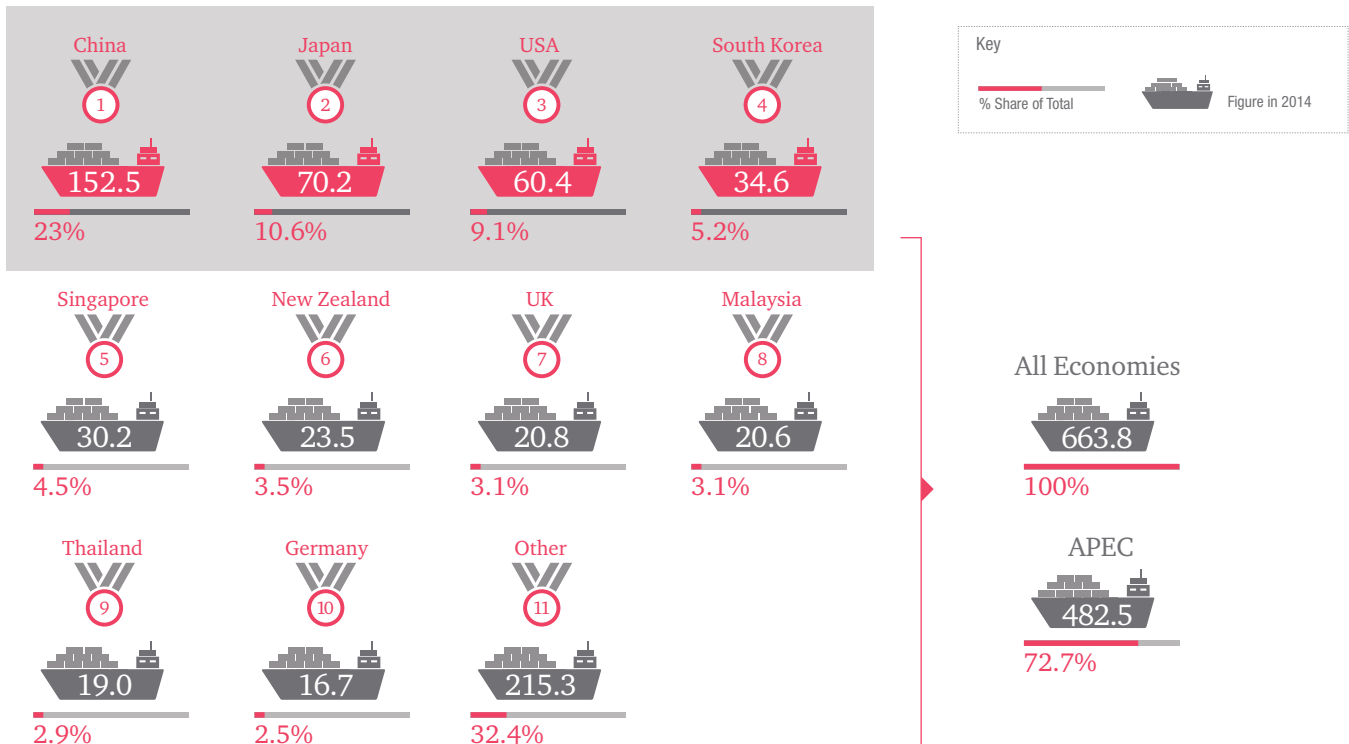 China
1
152.5
23%
Japan
2
70.2
10.6%
USA
3
60.4
9.1%
South Korea
4
34.6
5.2%
Key
% Share of Total
Figure in 2014
Singapore
5
30.2
4.5%
New Zealand
6
23.5
3.5%
UK
7
20.8
3.1%
Malaysia
8
20.6
3.1%
Thailand
9
19.0
2.9%
Germany
10
16.7
2.5%
Other
11
215.3
32.4%
All Economies
663.8
100%
APEC
482.5
72.7%